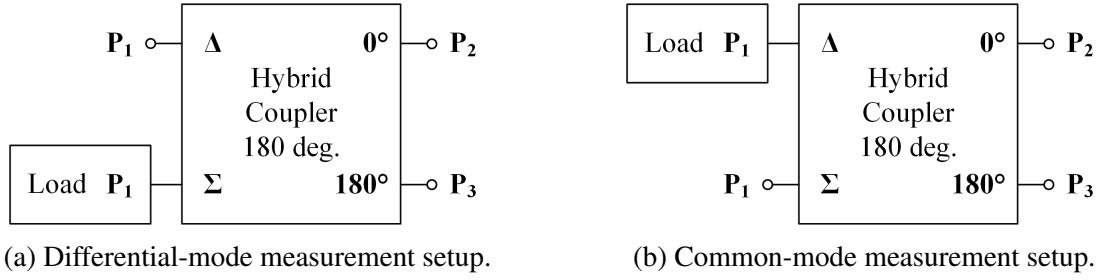 P1 Δ 0° P2
Hybrid
Coupler
180 deg.
Load P1 Σ 180° P3
(a) Differential-mode measurement setup.
Load P1 Δ 0° P2
Hybrid
Coupler
180 deg.
P1 Σ 180° P3
(b) Common-mode measurement setup.